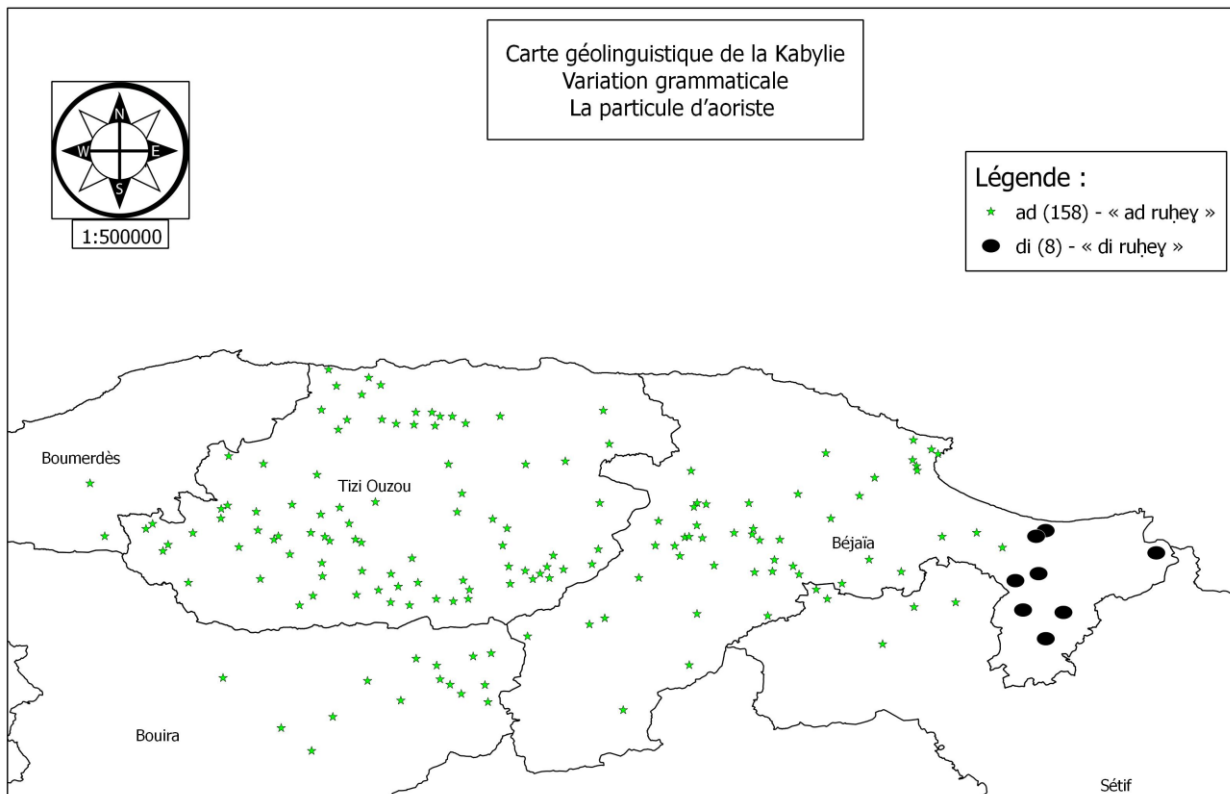 Carte géolinguistique de la Kabylie
Variation grammaticale
La particule d'aoriste
N
W E
S
1:500000
Légende :
ad (158) - « ad ruḥeɣ »
di (8) - « di ruḥeɣ »
Boumerdès
Tizi Ouzou
Béjaïa
Bouira
Sétif